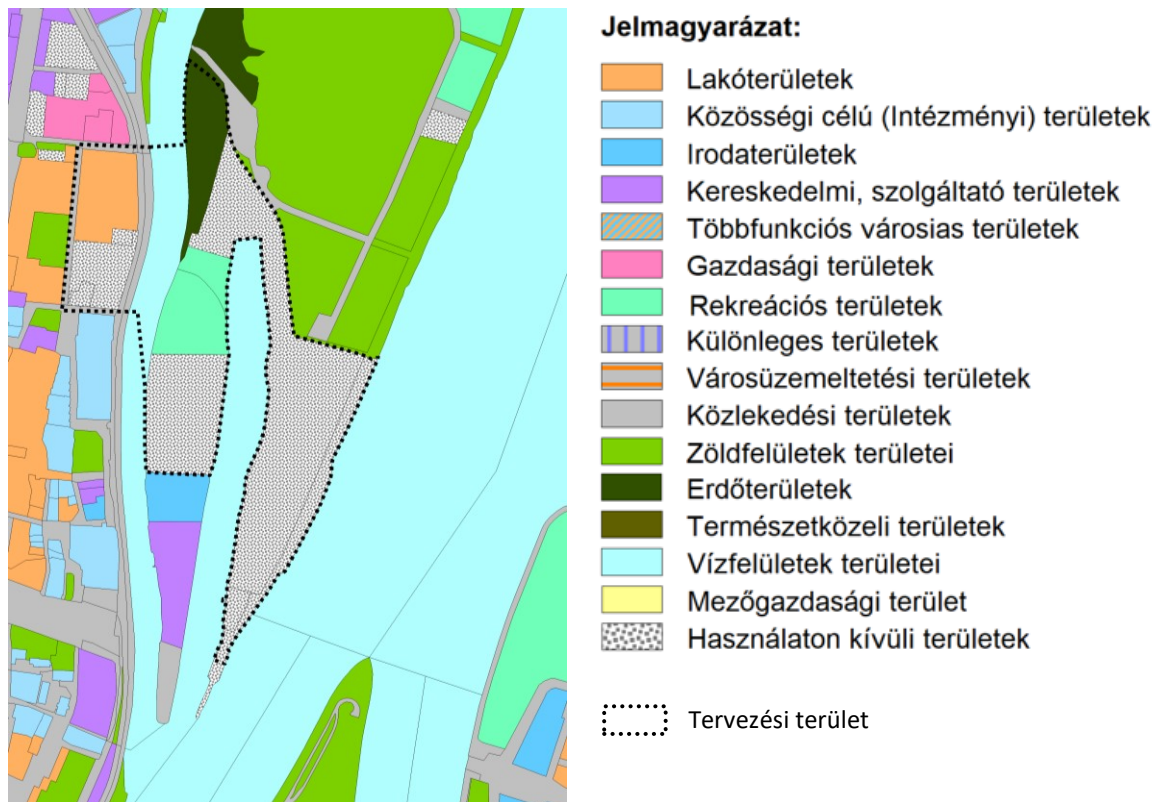 Jelmagyarázat:
Lakóterületek
Közösségi célú (Intézményi) területek
Irodaterületek
Kereskedelmi, szolgáltató területek
Többfunkciós városias területek
Gazdasági területek
Rekreációs területek
Különleges területek
Városüzemeltetési területek
Közlekedési területek
Zöldfelületek területei
Erdőterületek
Természetközeli területek
Vízfelületek területei
Mezőgazdasági terület
Használaton kívüli területek
Tervezési terület